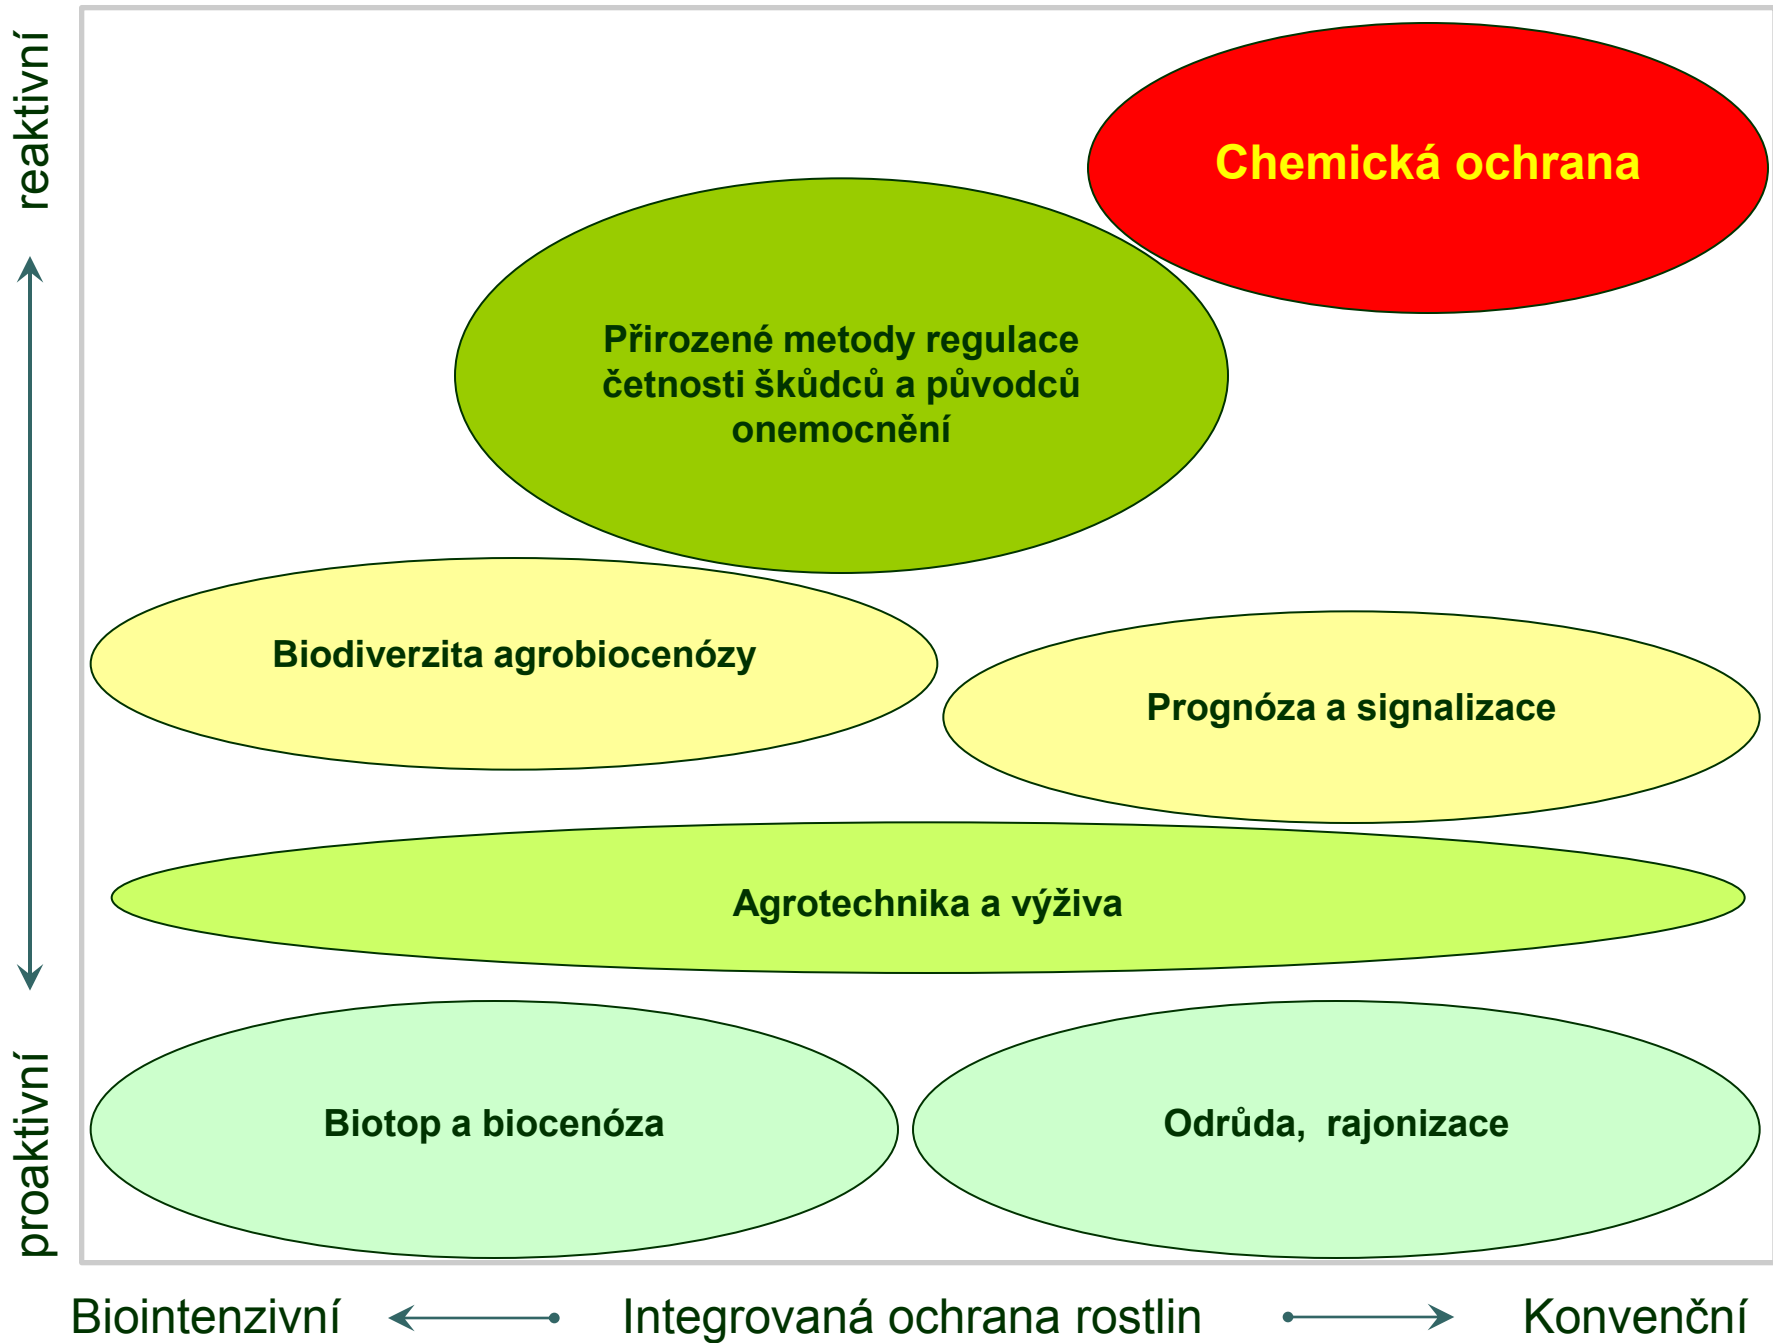 reaktivní
Chemická ochrana
Přirozené metody regulace
četnosti škůdců a původců
onemocnění
Biodiverzita agrobiocenózy
Prognóza a signalizace
Agrotechnika a výživa
proaktivní
Biotop a biocenóza
Odrůda, rajonizace
Biointenzivní Integrovaná ochrana rostlin Konvenční